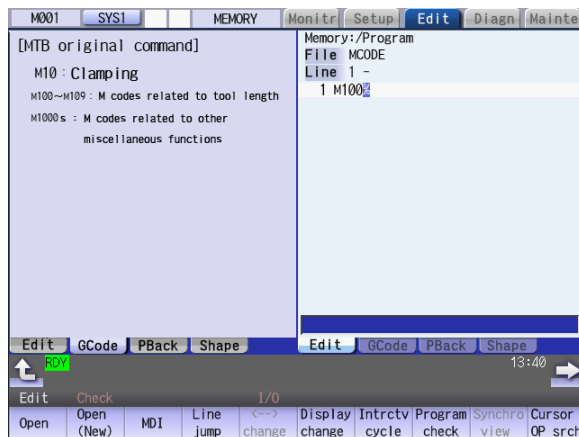 M001 SYS1 MEMORY Monitr Setup Edit Diagn Mainte
[MTB original command]
M10 : Clamping
M100~M109 : M codes related to tool length
M1000s : M codes related to other
miscellaneous functions
Memory:/Program
File MCODE
Line 1 -
1 M100%
Edit GCode PBack Shape
Edit GCode PBack Shape
RDY
13:40
Edit Check I/O
Open
Open (New)
MDI
Line jump
<--> change
Display change
Intrctv cycle
Program check
Synchro view
Cursor OP srch